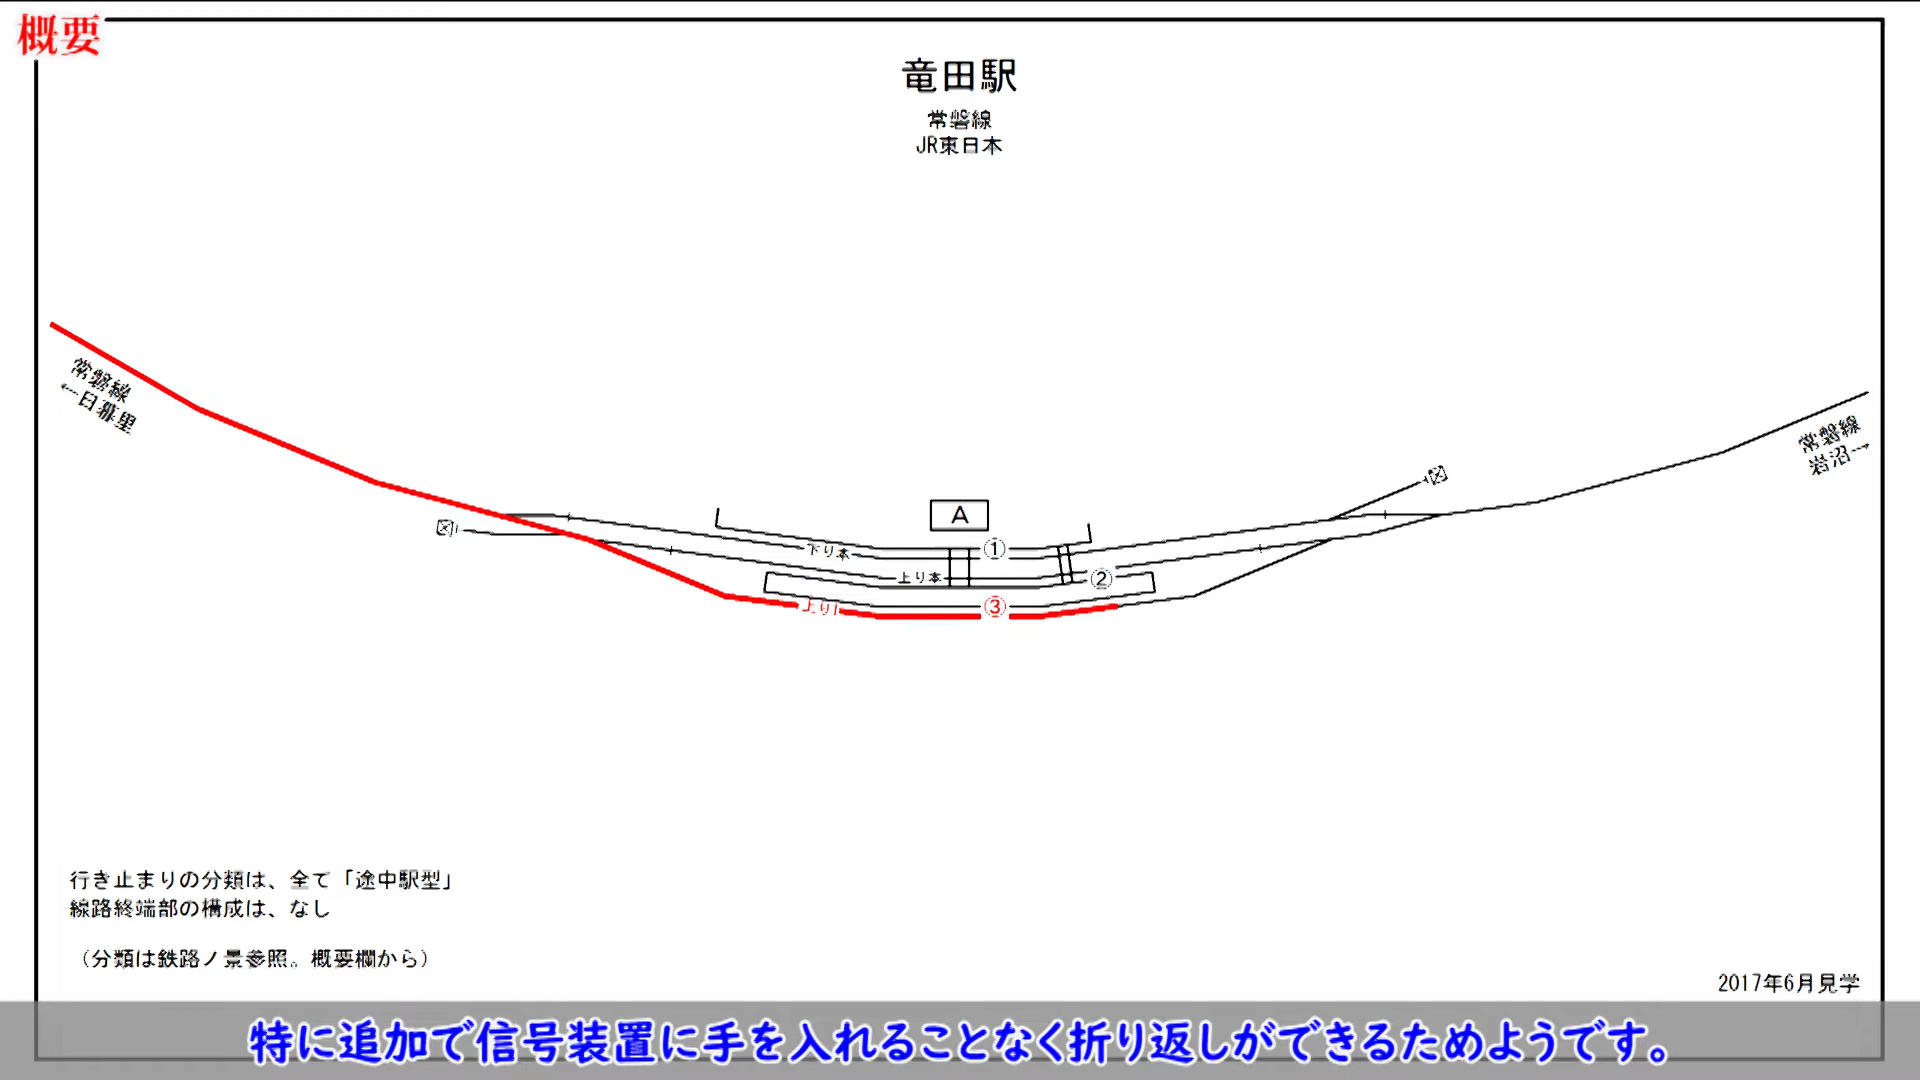 概要
竜田駅
常磐線
JR東日本
常磐線
←日暮里
常磐線
岩沼→
A
下り本
①
上り本
②
上り1
③
行き止まりの分類は、全て「途中駅型」
線路終端部の構成は、なし
（分類は鉄路ノ景参照。概要欄から）
2017年6月見学
特に追加で信号装置に手を入れることなく折り返しができるためようです。